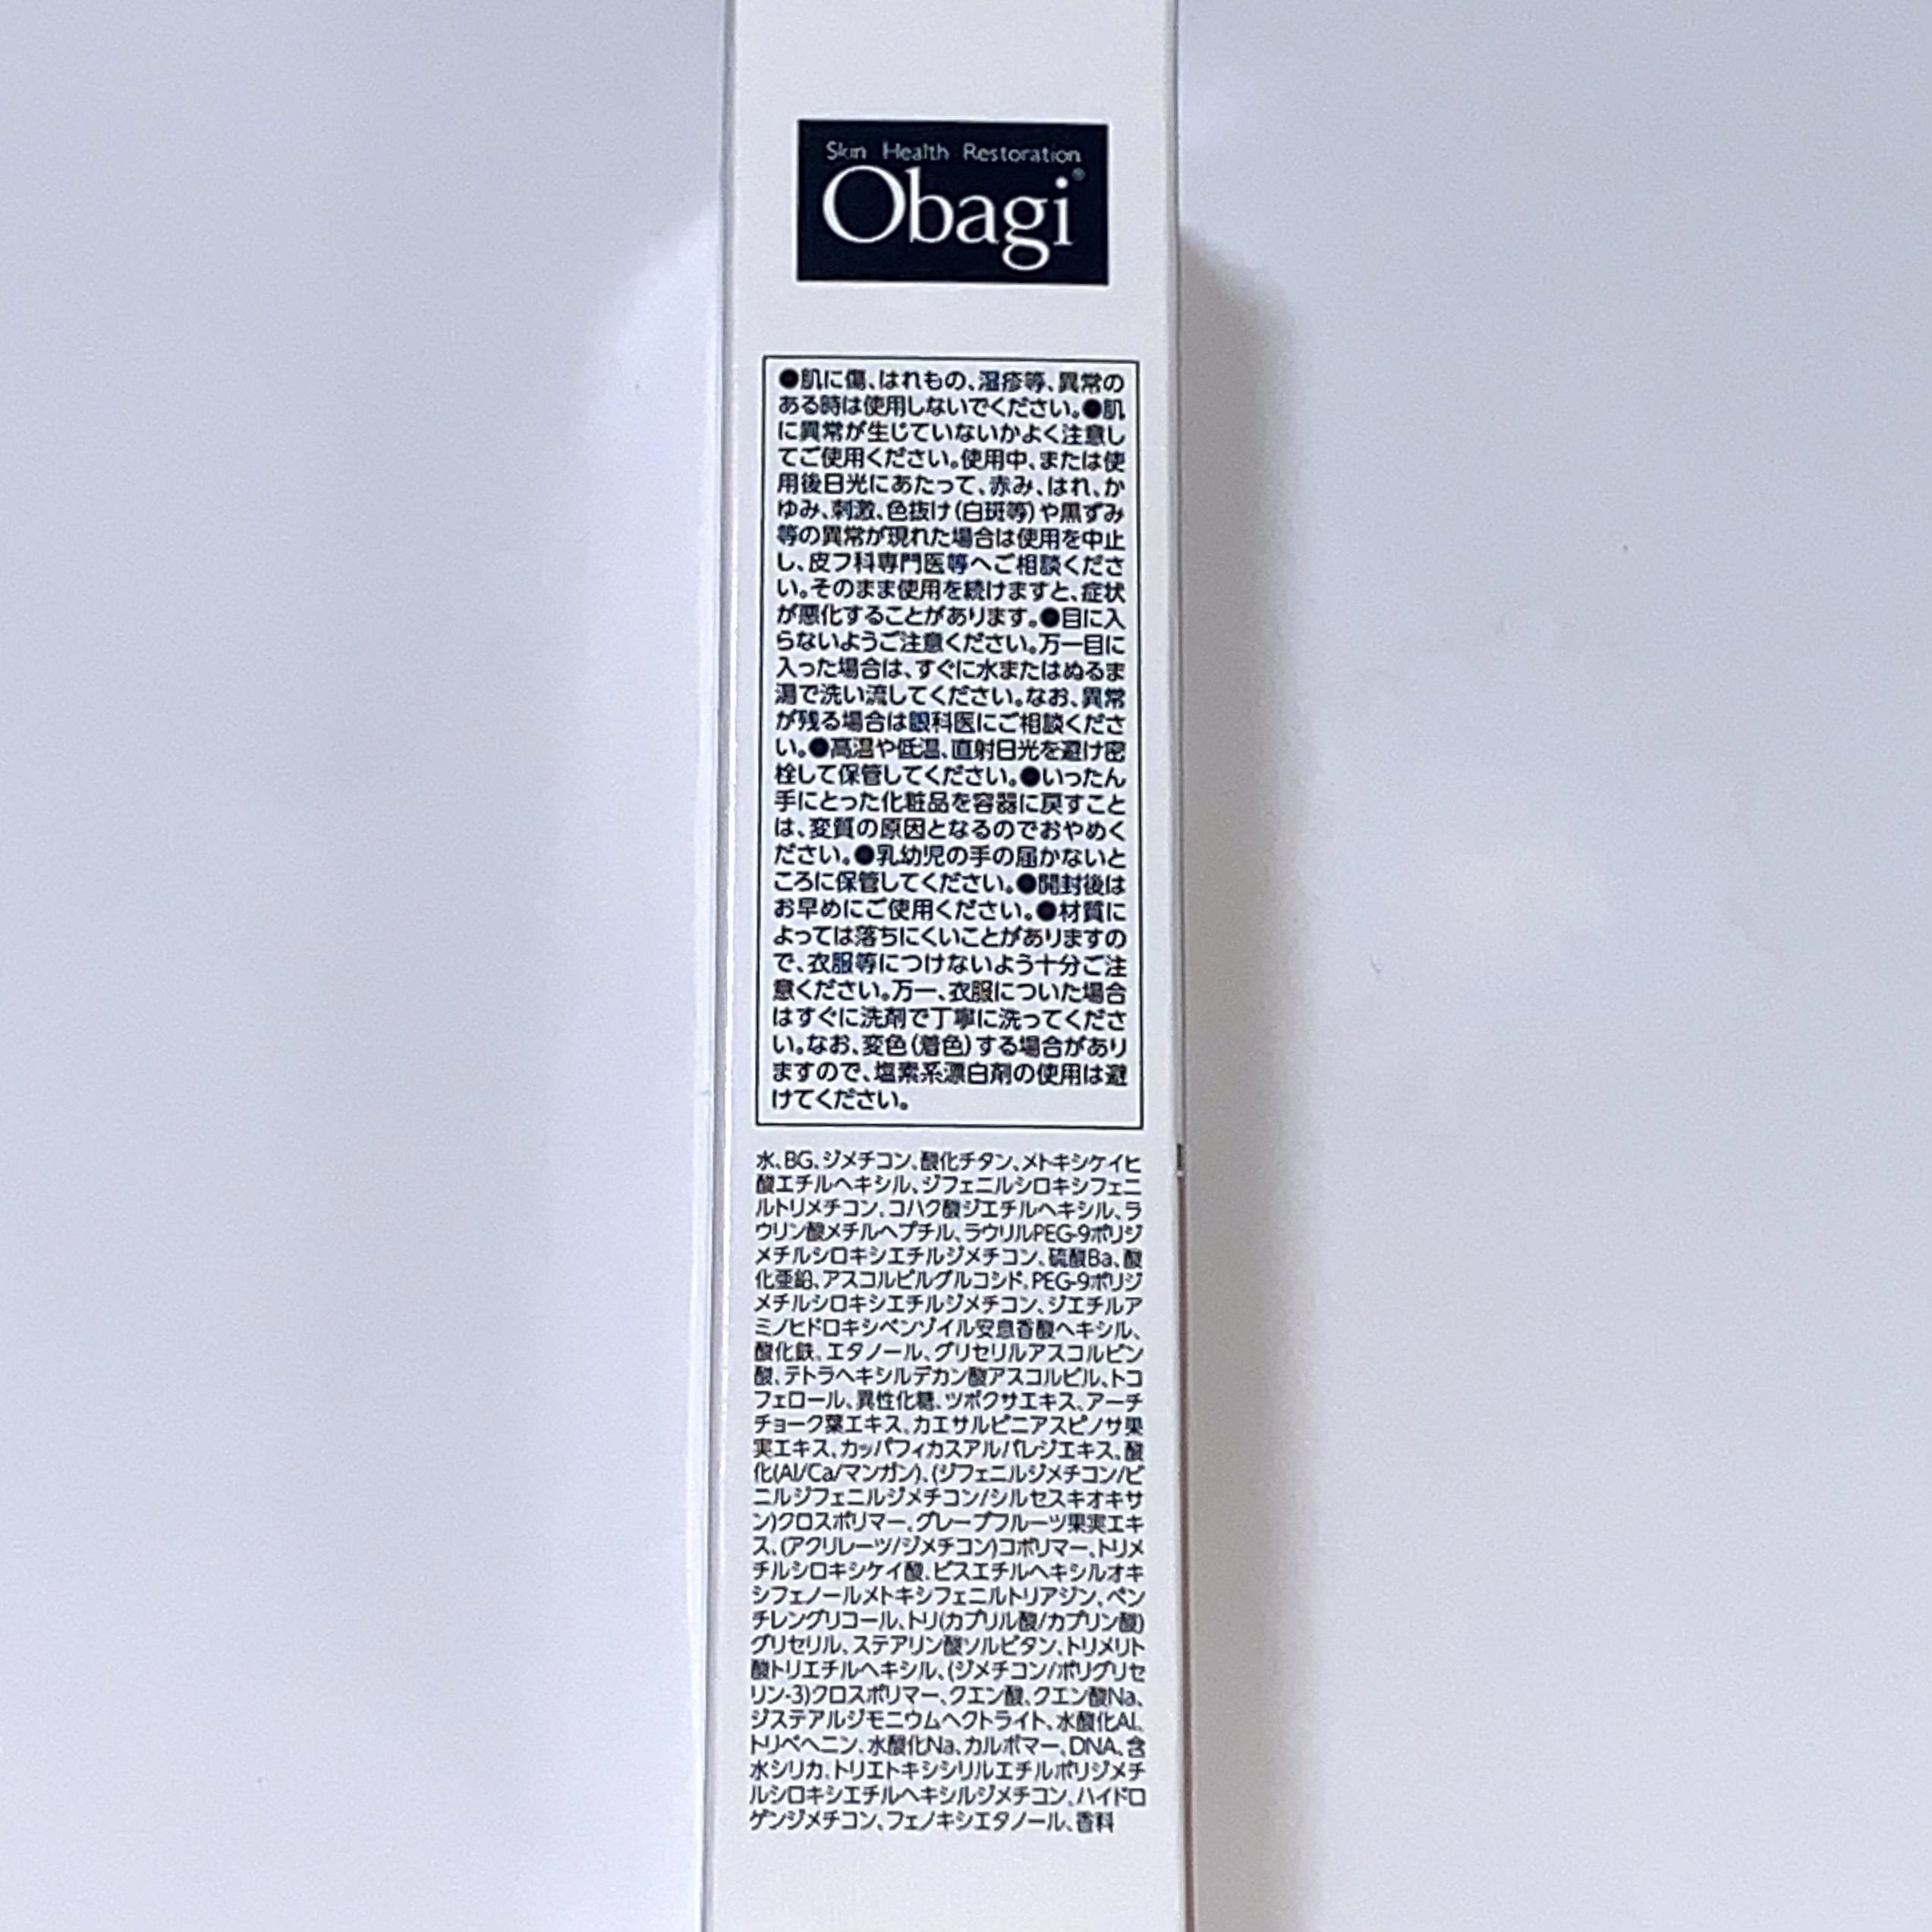 Skin Health Restoration
Obagi®
●肌に傷、はれもの、湿疹等、異常の
ある時は使用しないでください。●肌
に異常が生じていないかよく注意し
てご使用ください。使用中、または使
用後日光にあたって、赤み、はれ、か
ゆみ、刺激、色抜け(白斑等)や黒ずみ
等の異常が現れた場合は使用を中止
し、皮フ科専門医等へご相談くださ
い。そのまま使用を続けますと、症状
が悪化することがあります。●目に入
らないようご注意ください。万一目に
入った場合は、すぐに水またはぬるま
湯で洗い流してください。なお、異常
が残る場合は眼科医にご相談くださ
い。●高温や低温、直射日光を避け密
栓して保管してください。●いったん
手にとった化粧品を容器に戻すこと
は、変質の原因となるのでおやめく
ださい。●乳幼児の手の届かないと
ころに保管してください。●開封後は
お早めにご使用ください。●材質に
よっては落ちにくいことがありますの
で、衣服等につけないよう十分ご注
意ください。万一、衣服についた場合
はすぐに洗剤で丁寧に洗ってくださ
い。なお、変色(着色)する場合があり
ますので、塩素系漂白剤の使用は避
けてください。
水、BG、ジメチコン、酸化チタン、メトキシケイヒ
酸エチルヘキシル、ジフェニルシロキシフェニ
ルトリメチコン、コハク酸ジエチルヘキシル、ラ
ウリン酸メチルヘプチル、ラウリルPEG-9ポリジ
メチルシロキシエチルジメチコン、硫酸Ba、酸
化亜鉛、アスコルビルグルコシド、PEG-9ポリジ
メチルシロキシエチルジメチコン、ジエチルア
ミノヒドロキシベンゾイル安息香酸ヘキシル、
酸化鉄、エタノール、グリセリルアスコルビン
酸、テトラヘキシルデカン酸アスコルビル、トコ
フェロール、異性化糖、ツボクサエキス、アーチ
チョーク葉エキス、カエサルピニアスピノサ果
実エキス、カッパフィカスアルバレジエキス、酸
化(Al/Ca/マンガン)、(ジフェニルジメチコン/ビ
ニルジフェニルジメチコン/シルセスキオキサ
ン)クロスポリマー、グレープフルーツ果実エキ
ス、(アクリレーツ/ジメチコン)コポリマー、トリメ
チルシロキシケイ酸、ビスエチルヘキシルオキ
シフェノールメトキシフェニルトリアジン、ペン
チレングリコール、トリ(カプリル酸/カプリン酸)
グリセリル、ステアリン酸ソルビタン、トリメリト
酸トリエチルヘキシル、(ジメチコン/ポリグリセ
リン-3)クロスポリマー、クエン酸、クエン酸Na、
ジステアルジモニウムヘクトライト、水酸化Al、
トリベヘニン、水酸化Na、カルボマー、DNA、含
水シリカ、トリエトキシシリルエチルポリジメチ
ルシロキシエチルヘキシルジメチコン、ハイドロ
ゲンジメチコン、フェノキシエタノール、香料